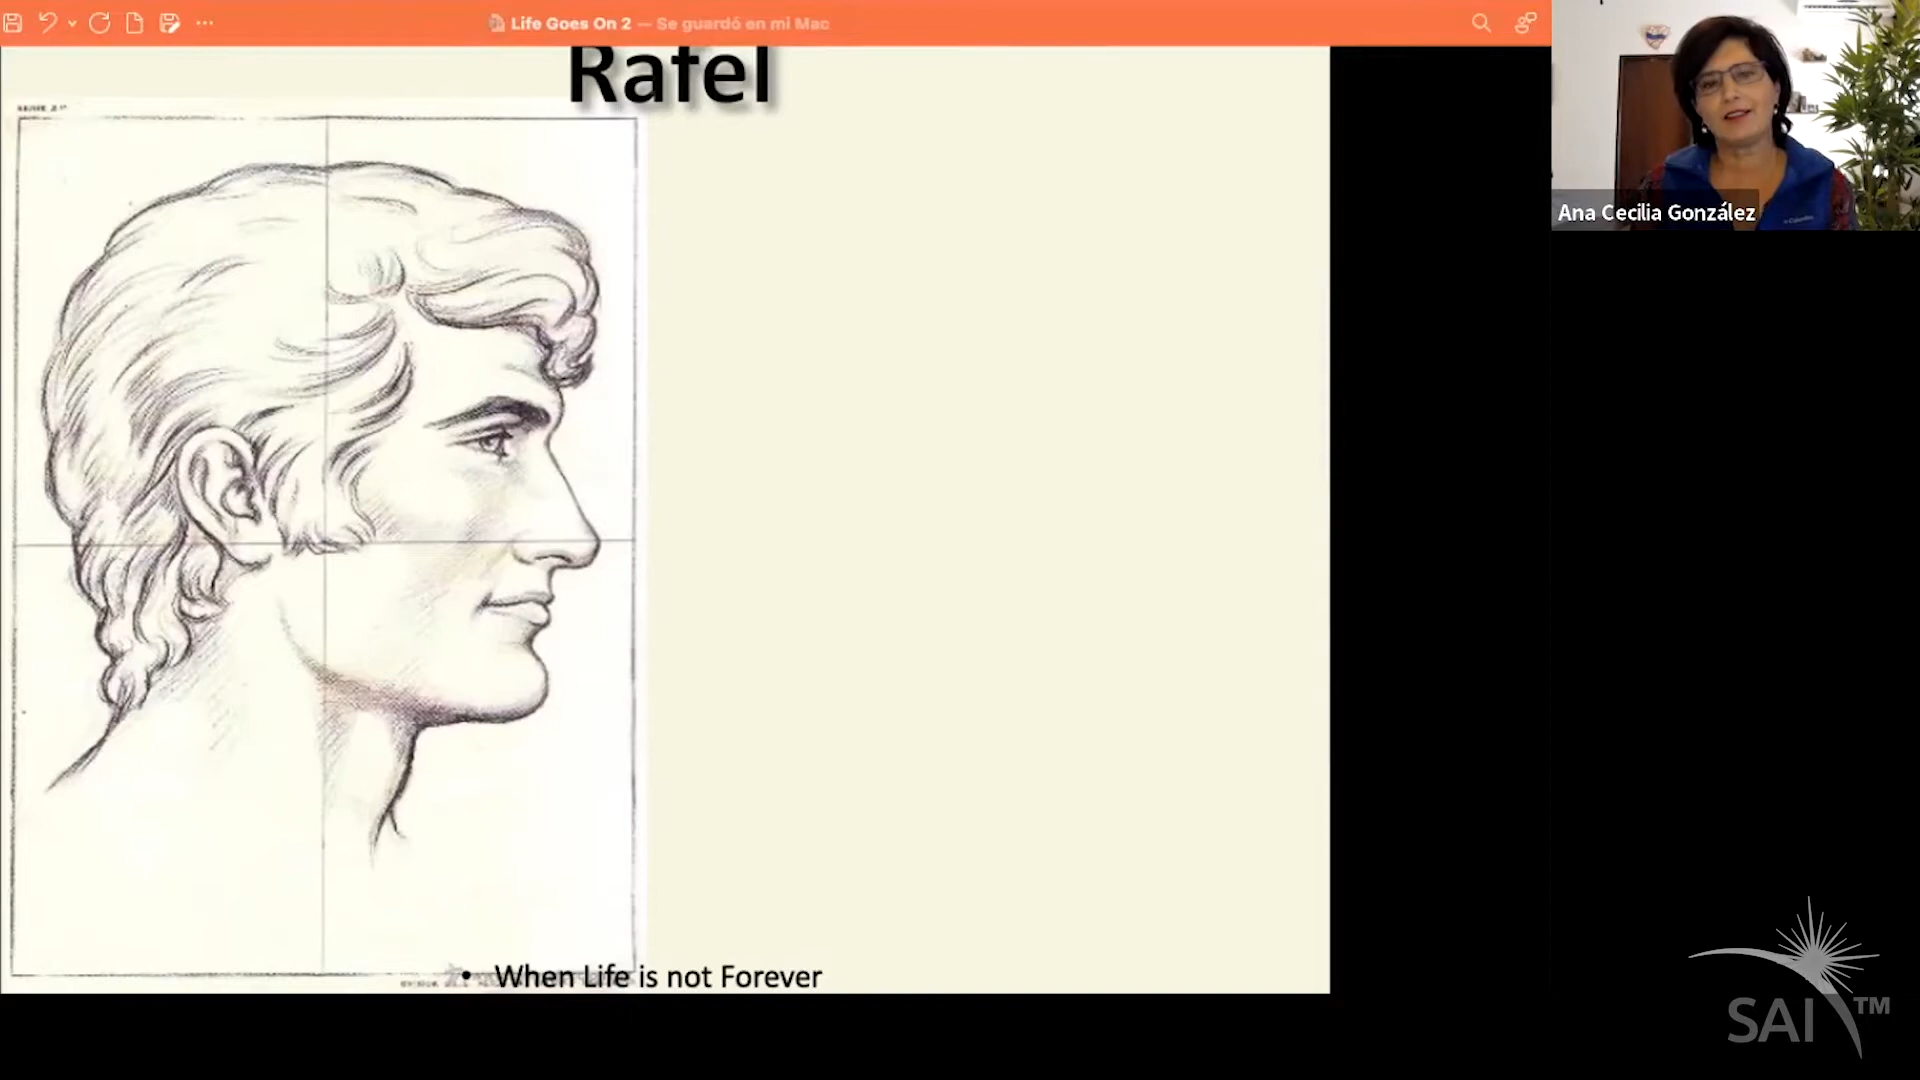 Life Goes On 2 — Se guardó en mi Mac
Rafel
Ana Cecilia González
• When Life is not Forever
SAI™